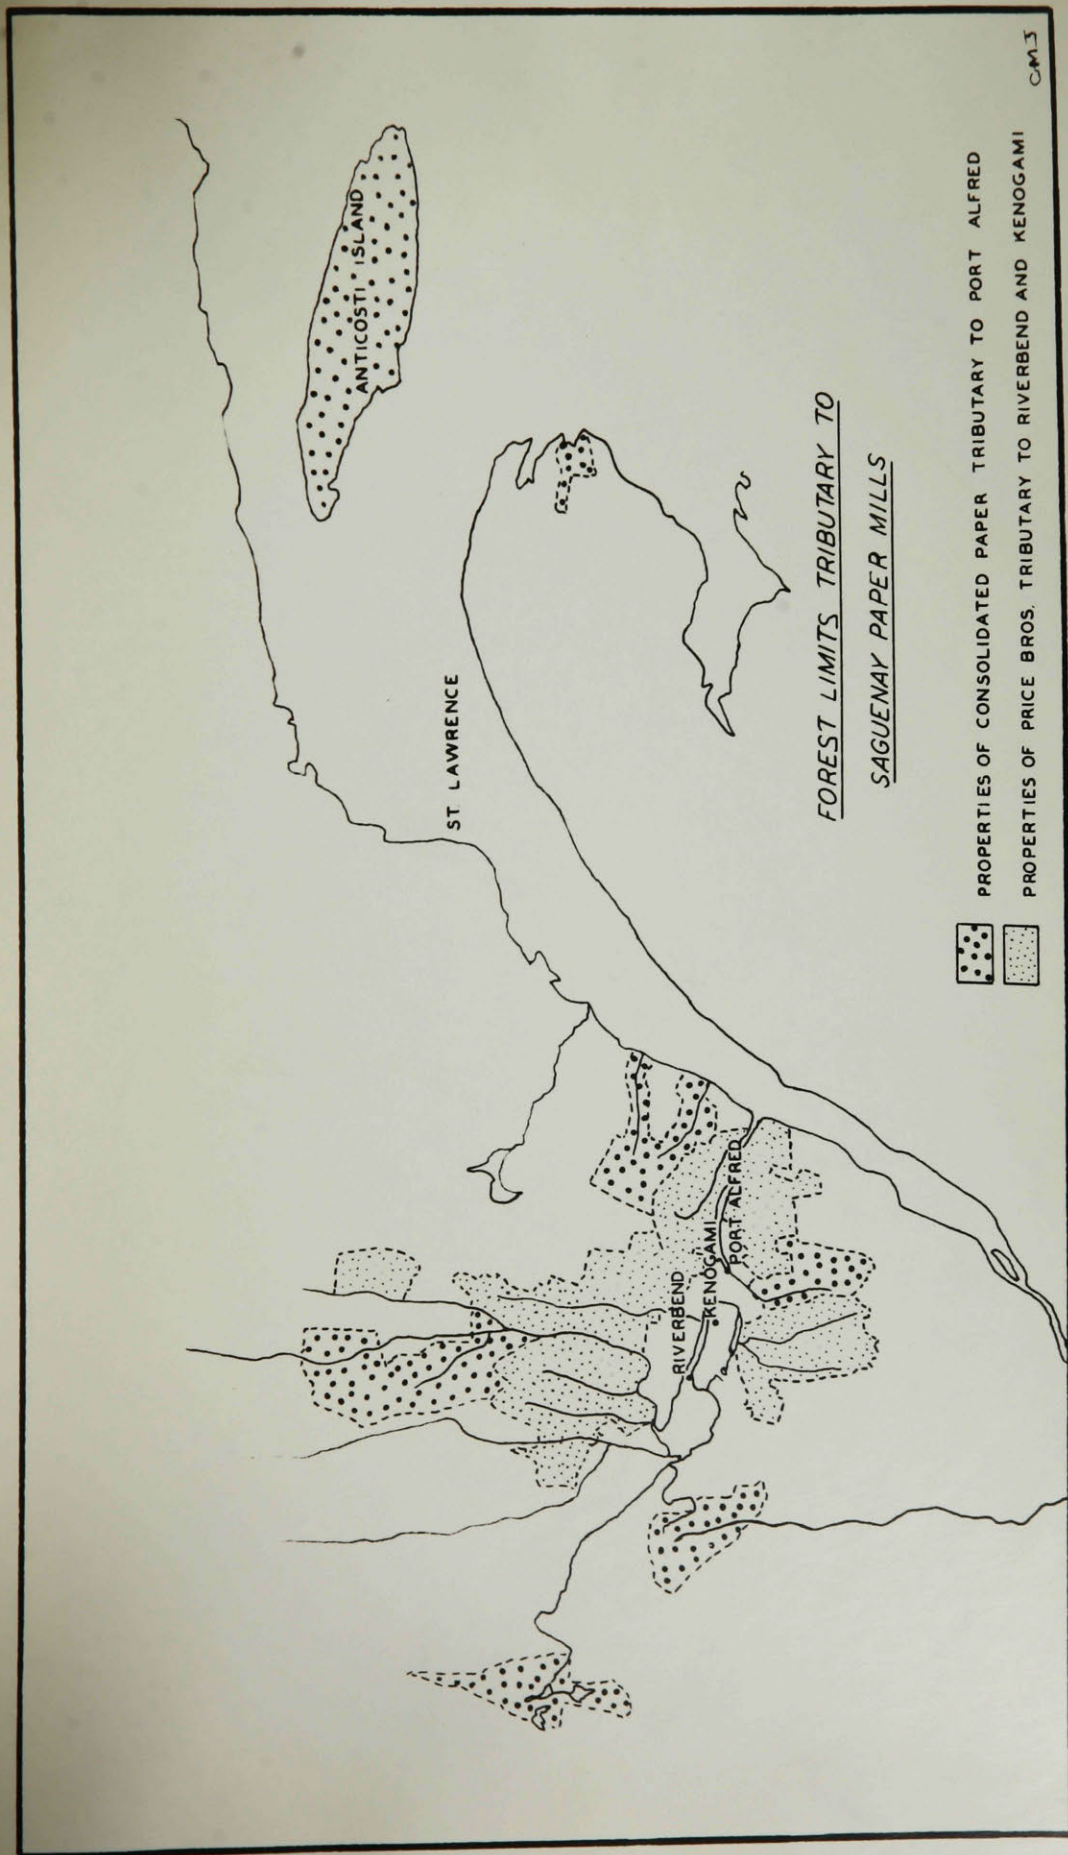 ANTICOSTI ISLAND
ST. LAWRENCE
RIVERBEND
KENOGAMI
PORT ALFRED
FOREST LIMITS TRIBUTARY TO
SAGUENAY PAPER MILLS
PROPERTIES OF CONSOLIDATED PAPER TRIBUTARY TO PORT ALFRED
PROPERTIES OF PRICE BROS. TRIBUTARY TO RIVERBEND AND KENOGAMI